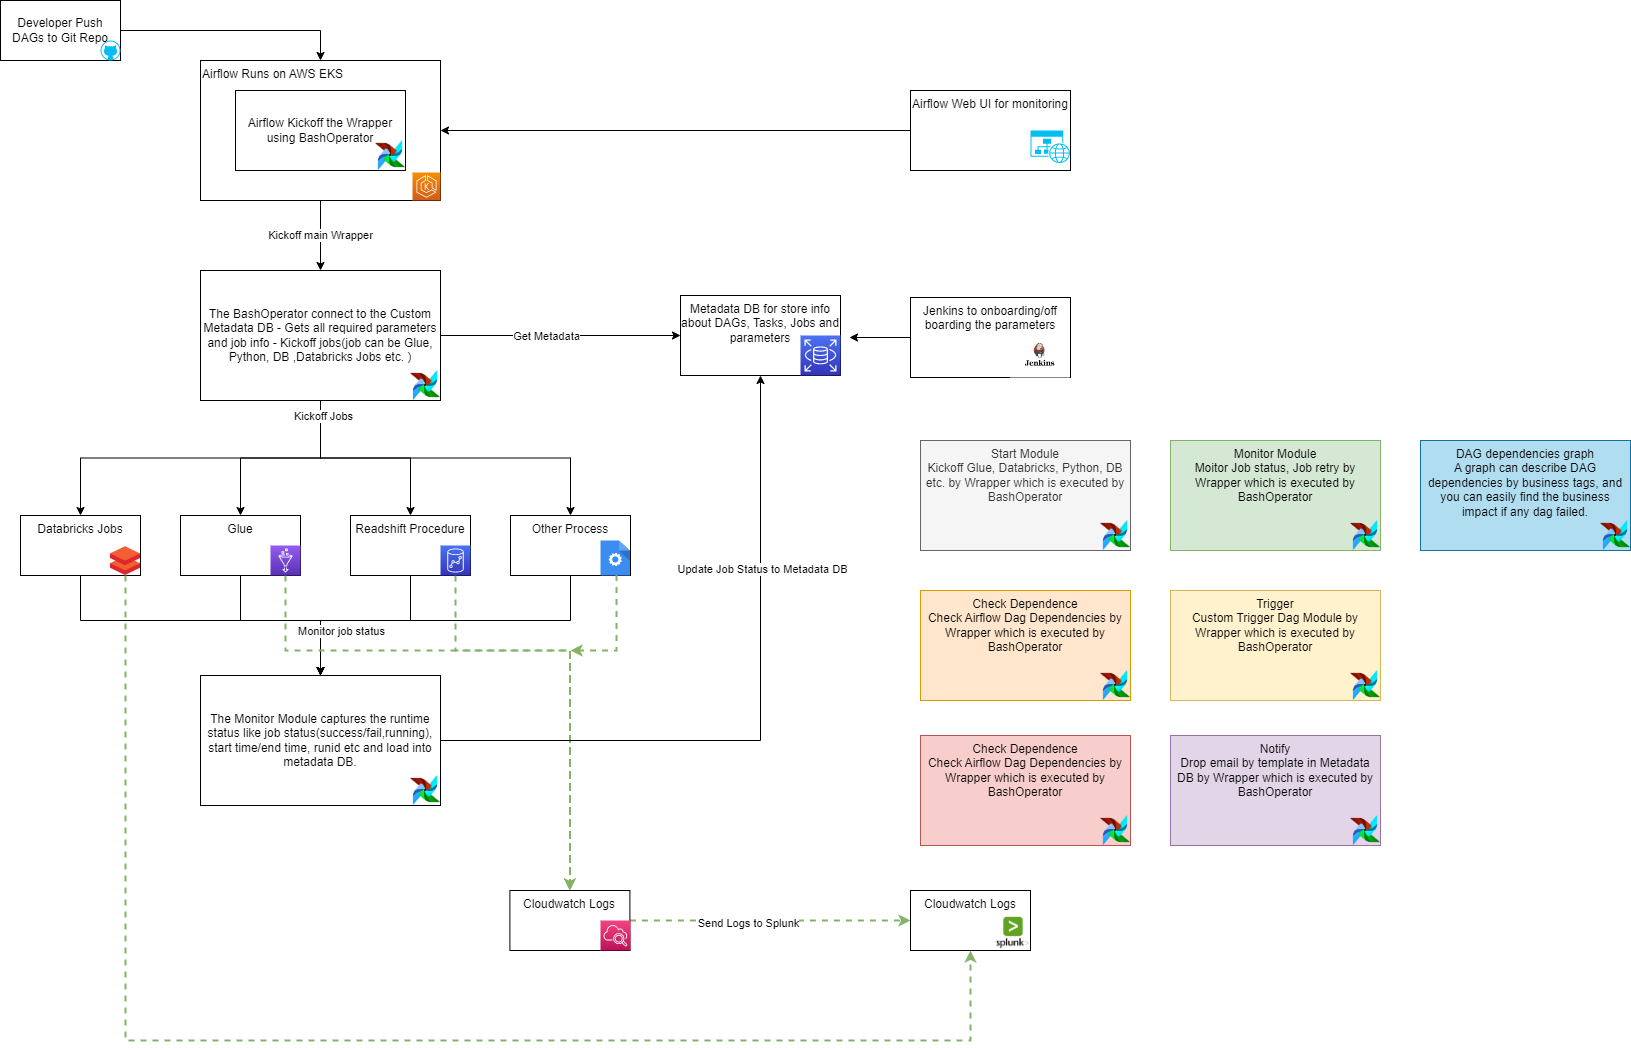 Developer Push
DAGs to Git Repo
Airflow Runs on AWS EKS
Airflow Kickoff the Wrapper
using BashOperator
Airflow Web UI for monitoring
Kickoff main Wrapper
The BashOperator connect to the Custom
Metadata DB - Gets all required parameters
and job info - Kickoff jobs(job can be Glue,
Python, DB ,Databricks Jobs etc. )
Get Metadata
Metadata DB for store info
about DAGs, Tasks, Jobs and
parameters
Jenkins to onboarding/off
boarding the parameters
Jenkins
Kickoff Jobs
Databricks Jobs
Glue
Readshift Procedure
Other Process
Update Job Status to Metadata DB
Monitor job status
The Monitor Module captures the runtime
status like job status(success/fail,running),
start time/end time, runid etc and load into
metadata DB.
Start Module
Kickoff Glue, Databricks, Python, DB
etc. by Wrapper which is executed by
BashOperator
Monitor Module
Moitor Job status, Job retry by
Wrapper which is executed by
BashOperator
DAG dependencies graph
A graph can describe DAG
dependencies by business tags, and
you can easily find the business
impact if any dag failed.
Check Dependence
Check Airflow Dag Dependencies by
Wrapper which is executed by
BashOperator
Trigger
Custom Trigger Dag Module by
Wrapper which is executed by
BashOperator
Check Dependence
Check Airflow Dag Dependencies by
Wrapper which is executed by
BashOperator
Notify
Drop email by template in Metadata
DB by Wrapper which is executed by
BashOperator
Cloudwatch Logs
Send Logs to Splunk
Cloudwatch Logs
splunk>